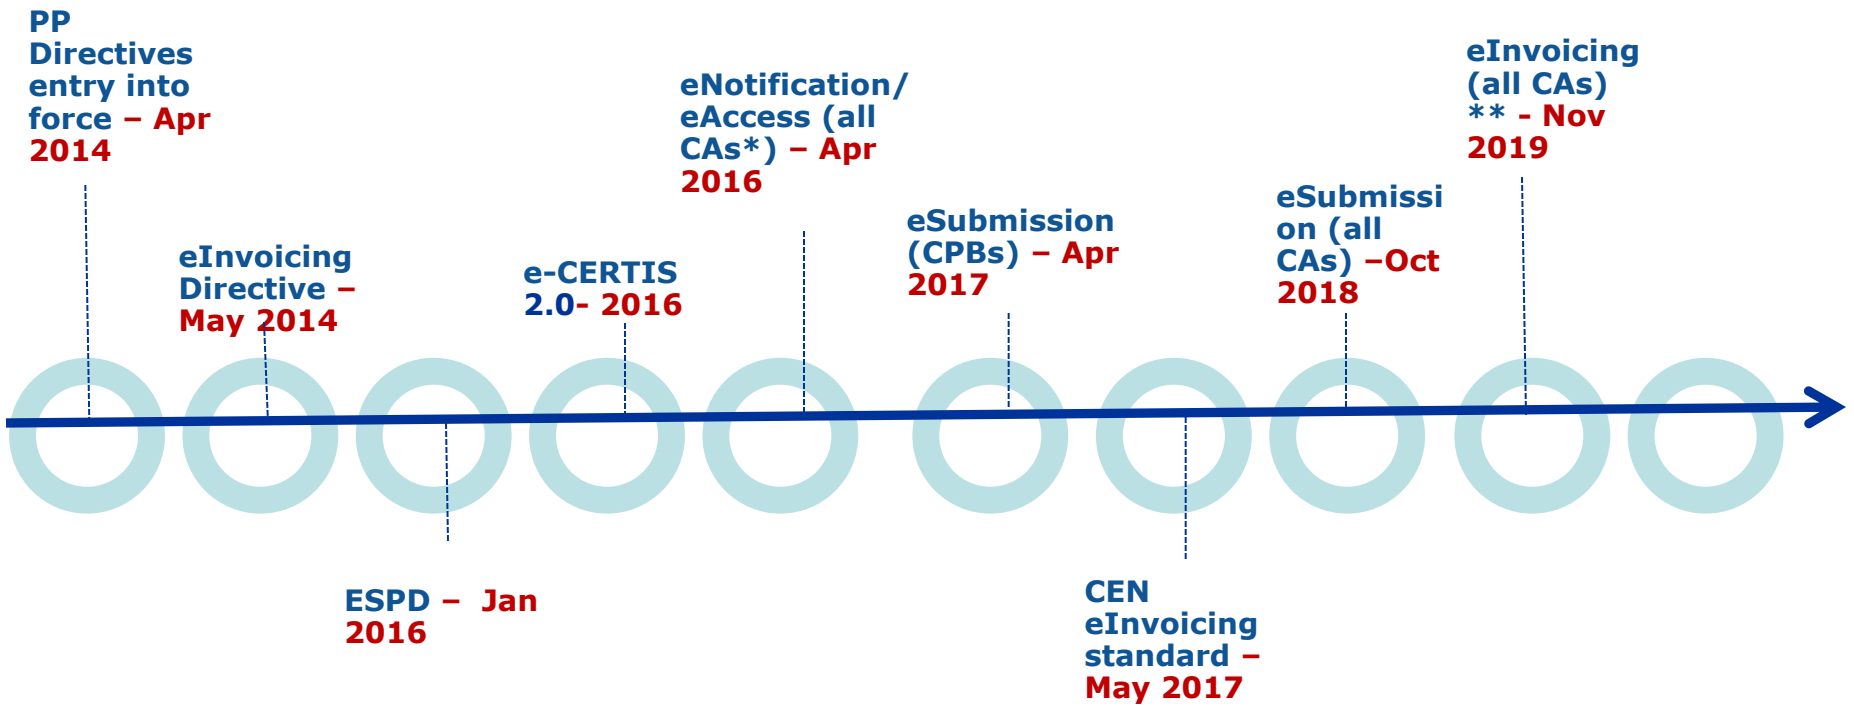 PP
Directives
entry into
force – Apr
2014
eInvoicing
Directive –
May 2014
ESPD –  Jan
2016
e-CERTIS
2.0- 2016
eNotification/
eAccess (all
CAs*) – Apr
2016
eSubmission
(CPBs) – Apr
2017
CEN
eInvoicing
standard –
May 2017
eSubmissi
on (all
CAs) –Oct
2018
eInvoicing
(all CAs)
** - Nov
2019